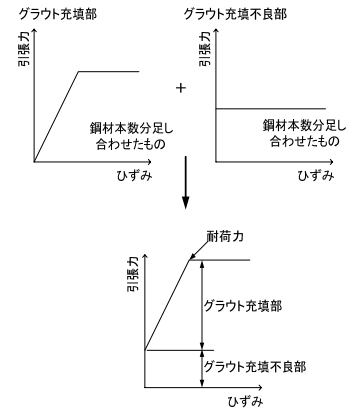 グラウト充填部
引張力
鋼材本数分足し
合わせたもの
ひずみ
+
グラウト充填不良部
引張力
鋼材本数分足し
合わせたもの
ひずみ
耐荷力
引張力
グラウト充填部
グラウト充填不良部
ひずみ